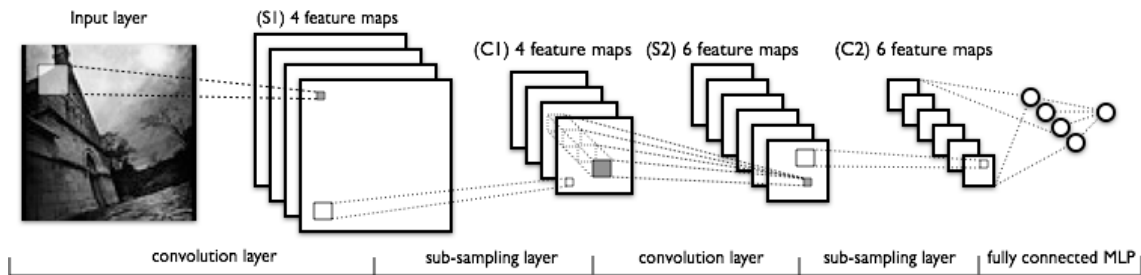 Input layer
(S1) 4 feature maps
(C1) 4 feature maps
(S2) 6 feature maps
(C2) 6 feature maps
convolution layer
sub-sampling layer
convolution layer
sub-sampling layer
fully connected MLP